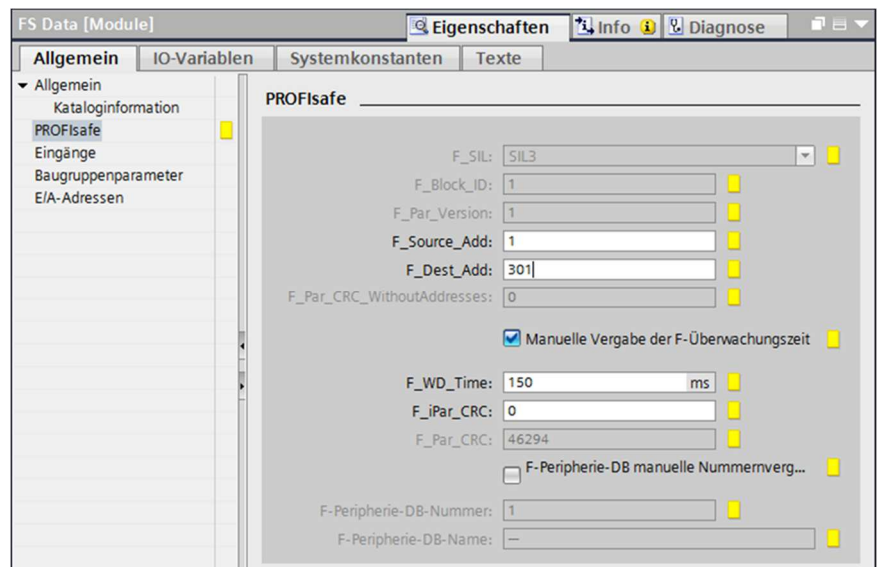 FS Data [Module]
Eigenschaften
Info
Diagnose
Allgemein
IO-Variablen
Systemkonstanten
Texte
Allgemein
Kataloginformation
PROFIsafe
Eingänge
Baugruppenparameter
E/A-Adressen
PROFIsafe
F_SIL: SIL3
F_Block_ID: 1
F_Par_Version: 1
F_Source_Add: 1
F_Dest_Add: 301
F_Par_CRC_WithoutAddresses: 0
Manuelle Vergabe der F-Überwachungszeit
F_WD_Time: 150 ms
F_iPar_CRC: 0
F_Par_CRC: 46294
F-Peripherie-DB manuelle Nummernverg...
F-Peripherie-DB-Nummer: 1
F-Peripherie-DB-Name: —